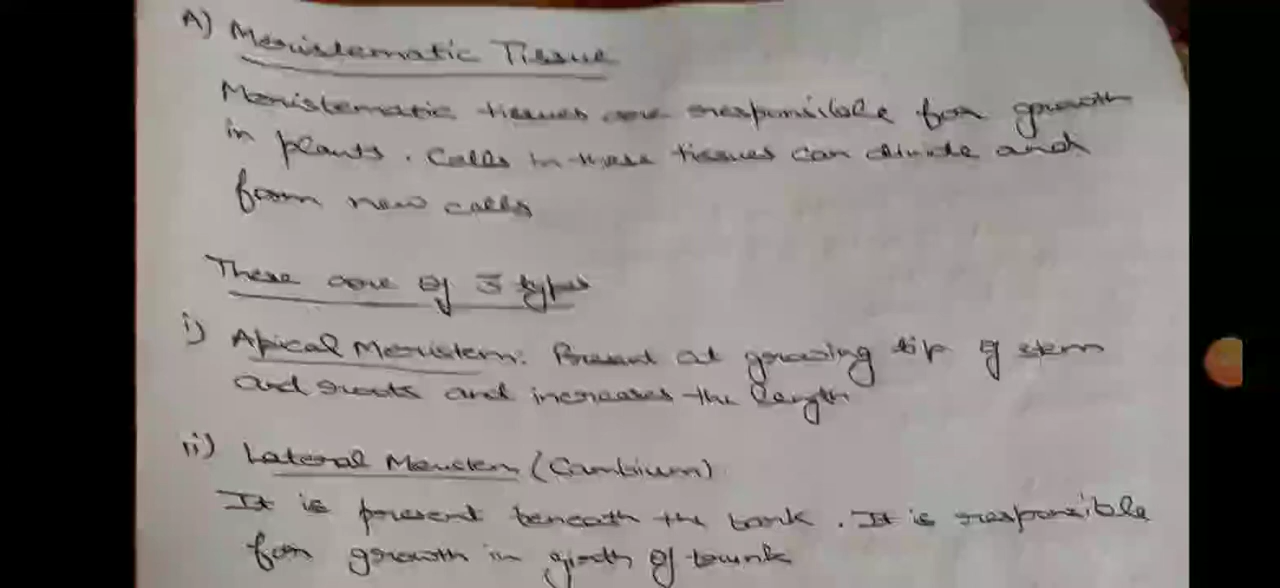 A) Meristematic Tissue
Meristematic tissues are responsible for growth
in plants. Cells in these tissues can divide and
form new cells
These are of 3 types
i) Apical Meristem: Present at growing tip of stem
and roots and increases the length
ii) Lateral Meristem (Cambium)
It is present beneath the bark. It is responsible
for growth in girth of trunk